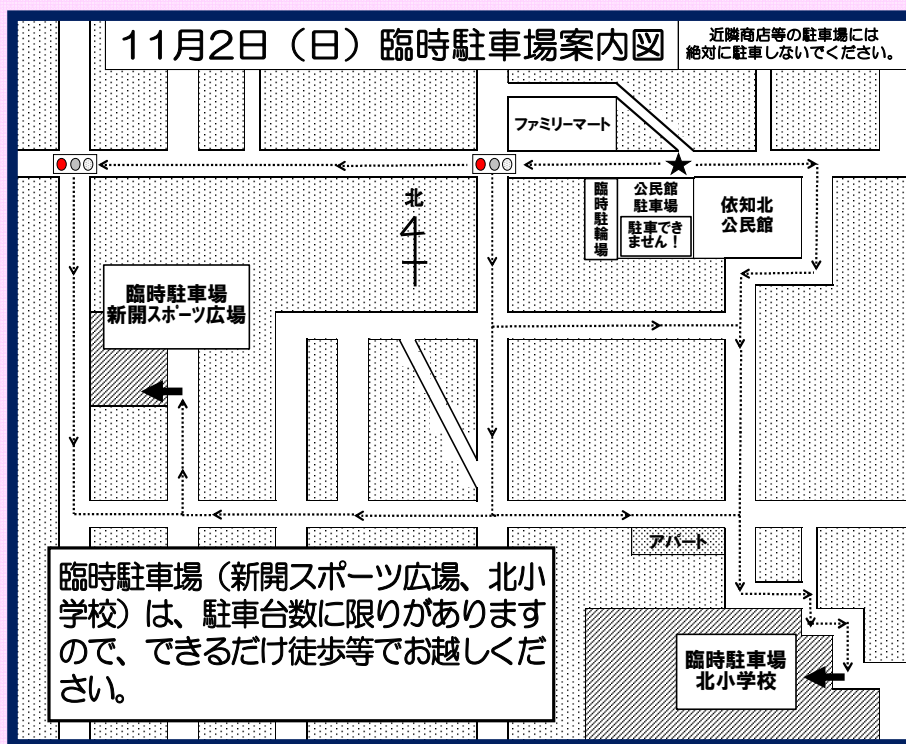 11月2日（日）臨時駐車場案内図
近隣商店等の駐車場には
絶対に駐車しないでください。
ファミリーマート
臨時駐輪場
公民館
駐車場
駐車でき
ません！
依知北
公民館
北
臨時駐車場
新開スポーツ広場
アパート
臨時駐車場（新開スポーツ広場、北小
学校）は、駐車台数に限りがあります
ので、できるだけ徒歩等でお越しくだ
さい。
臨時駐車場
北小学校